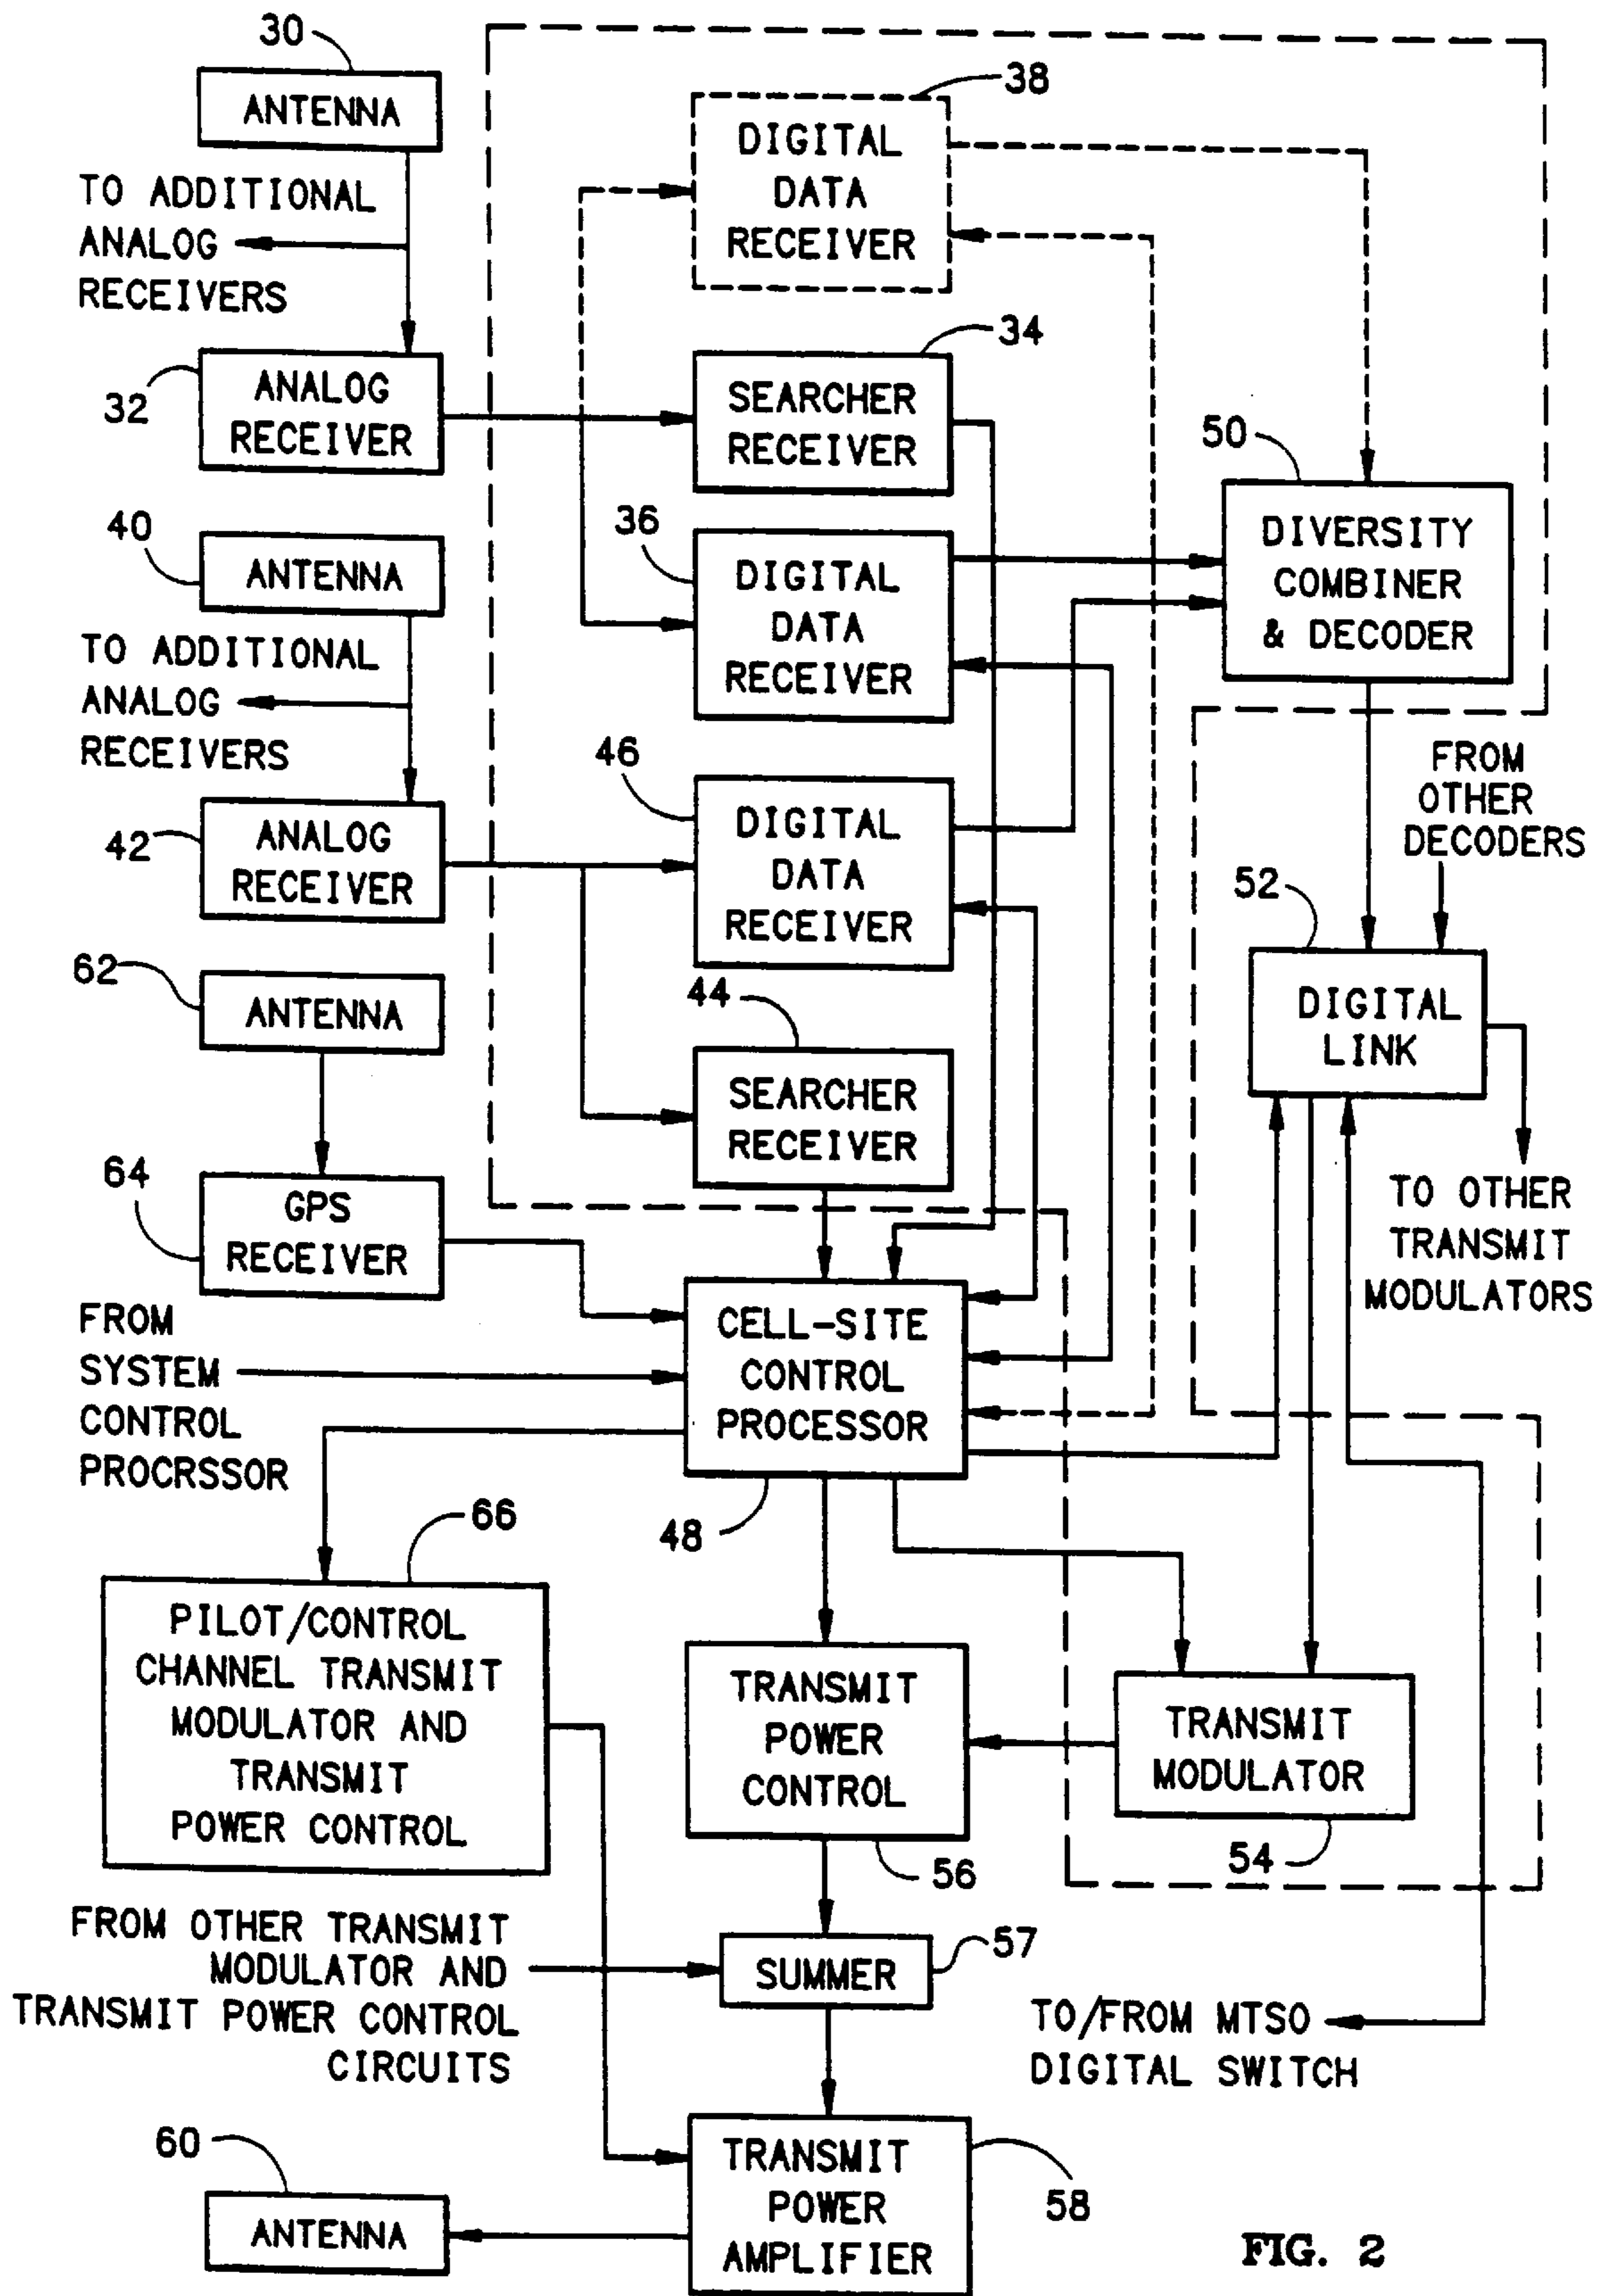 30
ANTENNA
TO ADDITIONAL
ANALOG
RECEIVERS
32
ANALOG
RECEIVER
40
ANTENNA
TO ADDITIONAL
ANALOG
RECEIVERS
42
ANALOG
RECEIVER
62
ANTENNA
64
GPS
RECEIVER
FROM
SYSTEM
CONTROL
PROCRSSOR
38
DIGITAL
DATA
RECEIVER
34
SEARCHER
RECEIVER
36
DIGITAL
DATA
RECEIVER
46
DIGITAL
DATA
RECEIVER
44
SEARCHER
RECEIVER
CELL-SITE
CONTROL
PROCESSOR
48
50
DIVERSITY
COMBINER
& DECODER
FROM
OTHER
DECODERS
52
DIGITAL
LINK
TO OTHER
TRANSMIT
MODULATORS
66
PILOT/CONTROL
CHANNEL TRANSMIT
MODULATOR AND
TRANSMIT
POWER CONTROL
TRANSMIT
POWER
CONTROL
56
TRANSMIT
MODULATOR
54
FROM OTHER TRANSMIT
MODULATOR AND
TRANSMIT POWER CONTROL
CIRCUITS
SUMMER
57
TO/FROM MTSO
DIGITAL SWITCH
60
ANTENNA
TRANSMIT
POWER
AMPLIFIER
58
FIG. 2